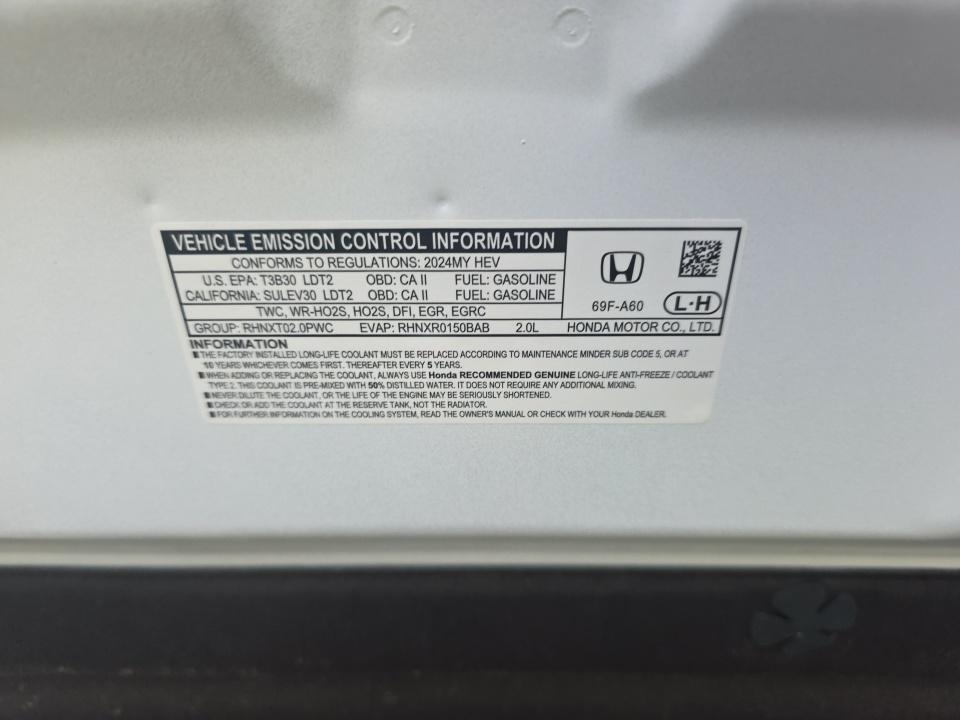 VEHICLE EMISSION CONTROL INFORMATION
CONFORMS TO REGULATIONS: 2024MY HEV
U.S. EPA: T3B30 LDT2 OBD: CA II FUEL: GASOLINE
CALIFORNIA: SULEV30 LDT2 OBD: CA II FUEL: GASOLINE
TWC, WR-HO2S, HO2S, DFI, EGR, EGRC
GROUP: RHNXT02.0PWC EVAP: RHNXR0150BAB 2.0L
69F-A60 L-H
HONDA MOTOR CO., LTD.
INFORMATION
■THE FACTORY INSTALLED LONG-LIFE COOLANT MUST BE REPLACED ACCORDING TO MAINTENANCE MINDER SUB CODE 5, OR AT
10 YEARS WHICHEVER COMES FIRST. THEREAFTER EVERY 5 YEARS.
■WHEN ADDING OR REPLACING THE COOLANT, ALWAYS USE Honda RECOMMENDED GENUINE LONG-LIFE ANTI-FREEZE / COOLANT
TYPE 2. THIS COOLANT IS PRE-MIXED WITH 50% DISTILLED WATER. IT DOES NOT REQUIRE ANY ADDITIONAL MIXING.
■NEVER DILUTE THE COOLANT, OR THE LIFE OF THE ENGINE MAY BE SERIOUSLY SHORTENED.
■CHECK OR ADD THE COOLANT AT THE RESERVE TANK, NOT THE RADIATOR.
■FOR FURTHER INFORMATION ON THE COOLING SYSTEM, READ THE OWNER'S MANUAL OR CHECK WITH YOUR Honda DEALER.